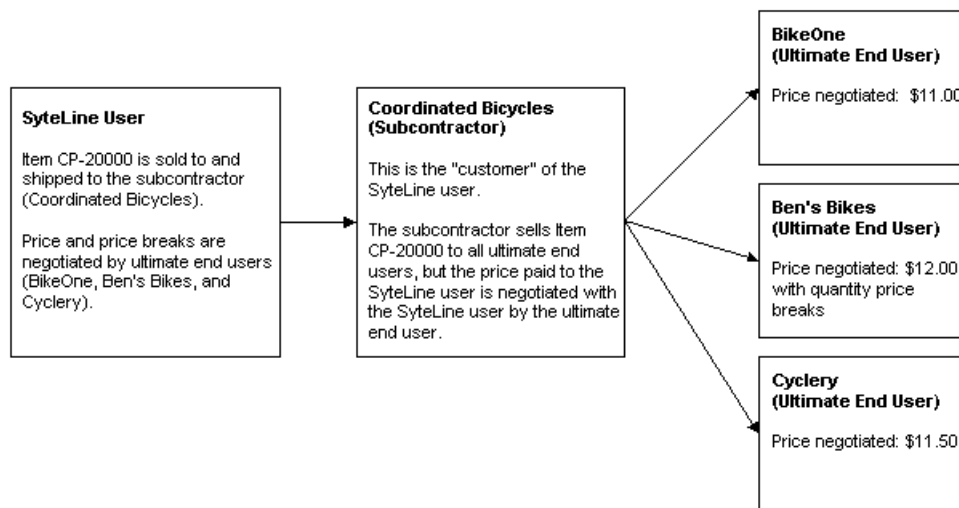 SyteLine User
Item CP-20000 is sold to and
shipped to the subcontractor
(Coordinated Bicycles).
Price and price breaks are
negotiated by ultimate end users
(BikeOne, Ben's Bikes, and
Cyclery).
Coordinated Bicycles
(Subcontractor)
This is the "customer" of the
SyteLine user.
The subcontractor sells Item
CP-20000 to all ultimate end
users, but the price paid to the
SyteLine user is negotiated with
the SyteLine user by the ultimate
end user.
BikeOne
(Ultimate End User)
Price negotiated: $11.00
Ben's Bikes
(Ultimate End User)
Price negotiated: $12.00
with quantity price
breaks
Cyclery
(Ultimate End User)
Price negotiated: $11.50